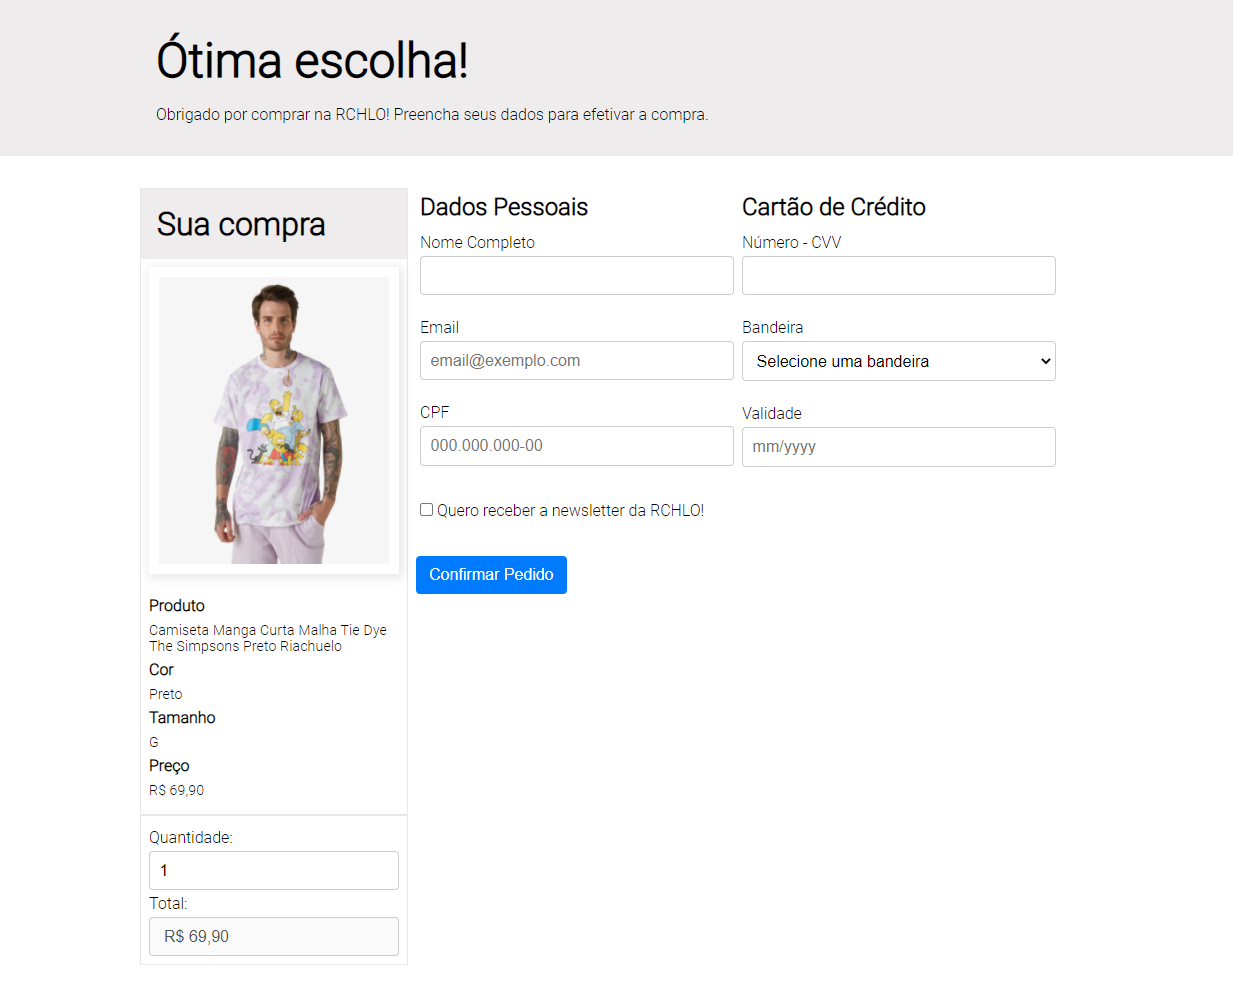 Ótima escolha!
Obrigado por comprar na RCHLO! Preencha seus dados para efetivar a compra.
Sua compra
Produto
Camiseta Manga Curta Malha Tie Dye
The Simpsons Preto Riachuelo
Cor
Preto
Tamanho
G
Preço
R$ 69,90
Quantidade:
1
Total:
R$ 69,90
Dados Pessoais
Nome Completo
Email
email@exemplo.com
CPF
000.000.000-00
Quero receber a newsletter da RCHLO!
Confirmar Pedido
Cartão de Crédito
Número - CVV
Bandeira
Selecione uma bandeira
Validade
mm/yyyy